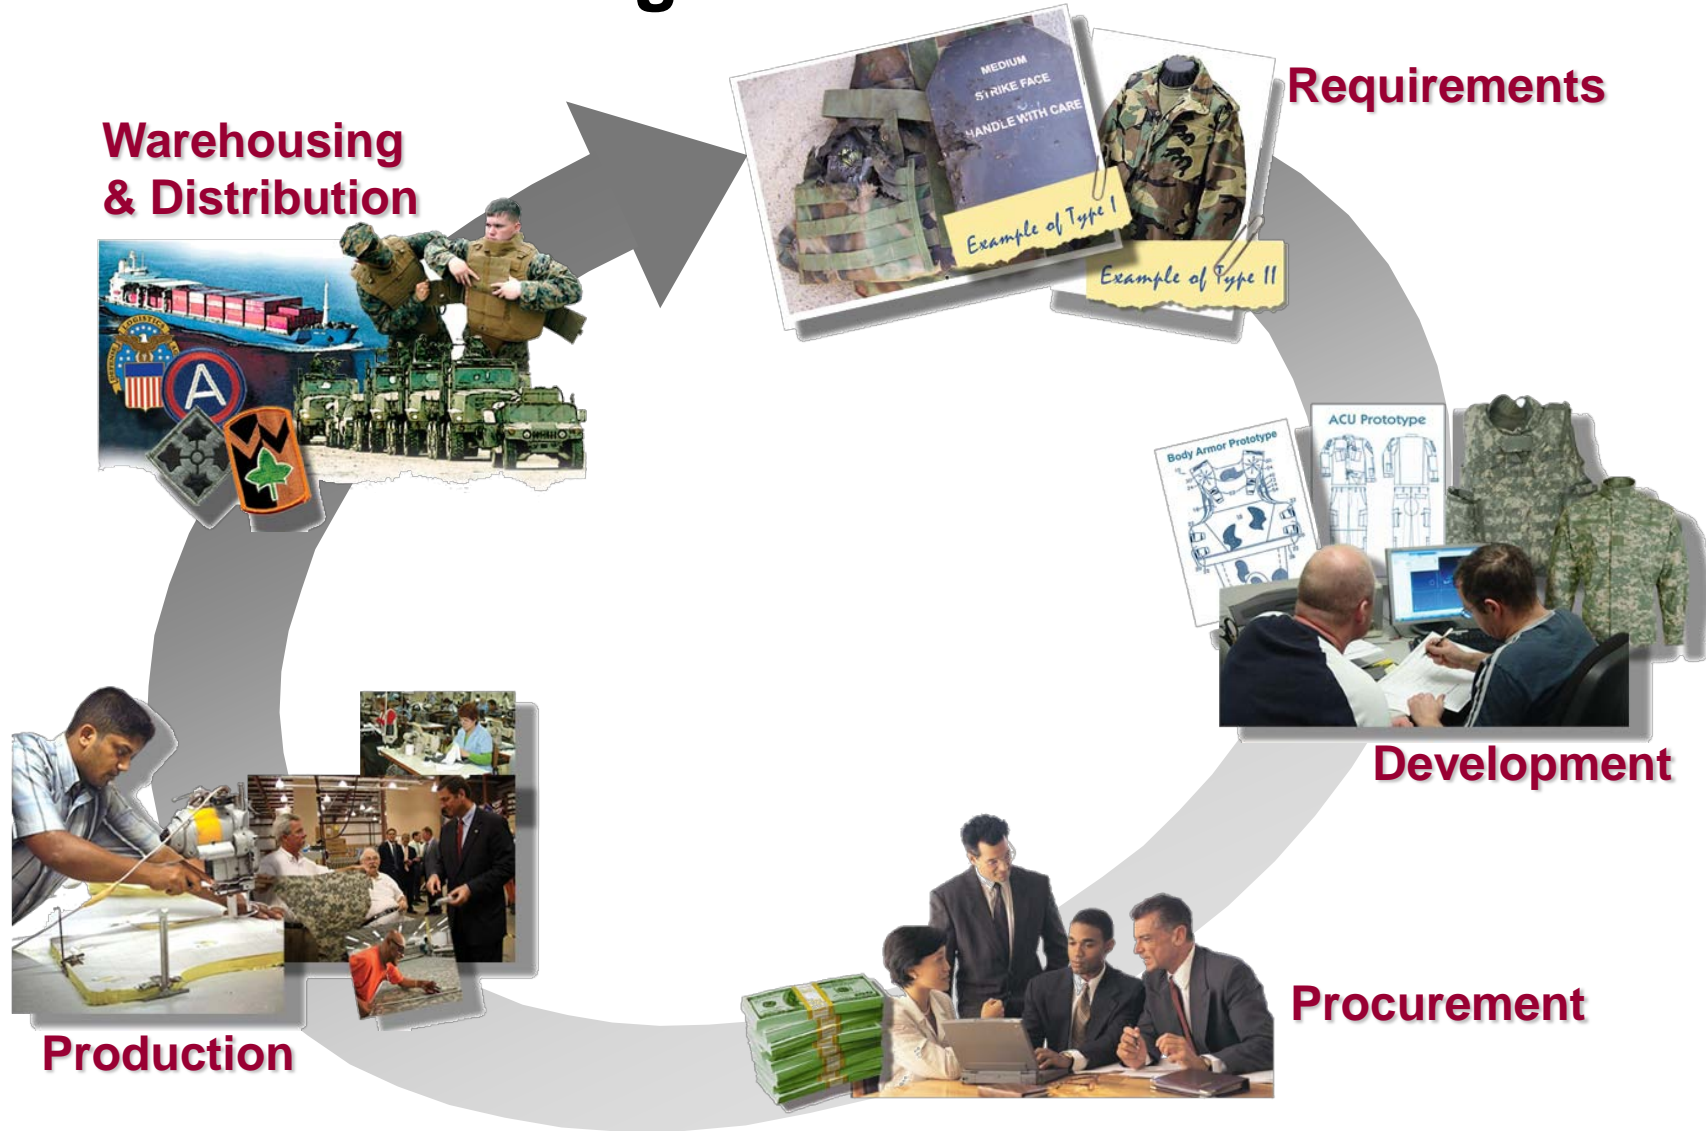 Requirements
MEDIUM
STRIKE FACE
HANDLE WITH CARE
Example of Type I
Example of Type II
Warehousing
& Distribution
LOGISTICS
A
ACU Prototype
Body Armor Prototype
Development
Procurement
Production